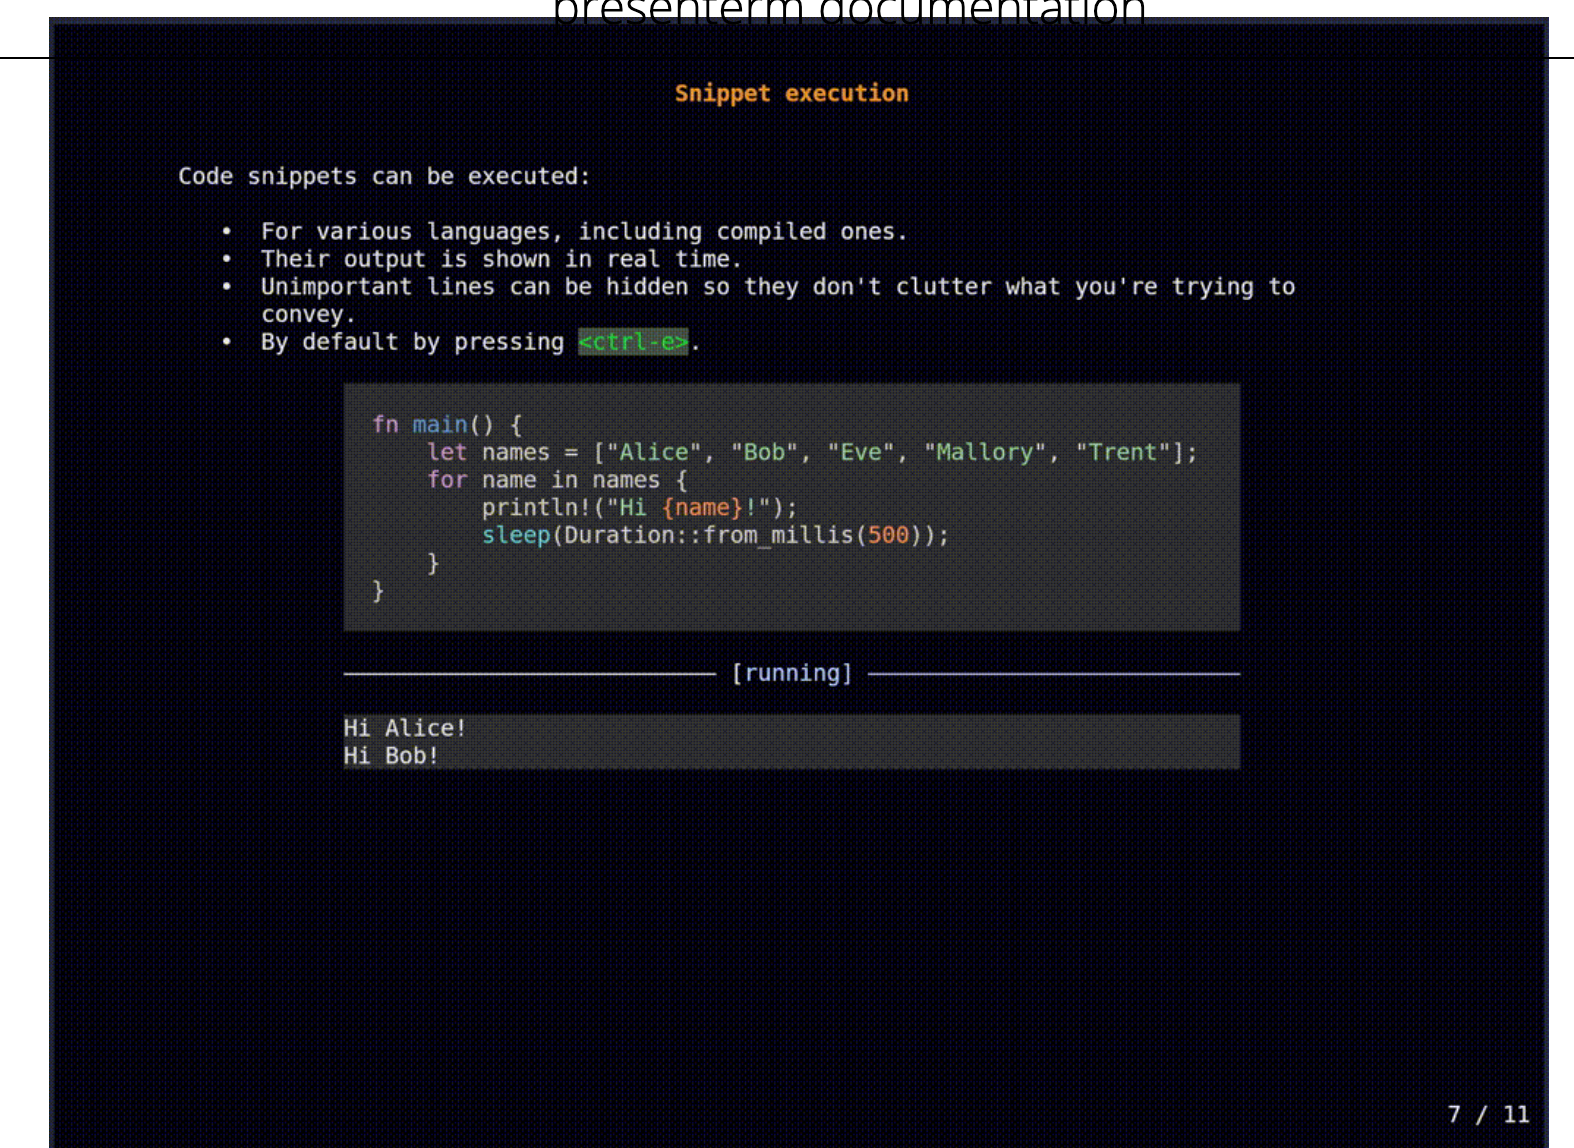 presenterm documentation
Snippet execution
Code snippets can be executed:
• For various languages, including compiled ones.
• Their output is shown in real time.
• Unimportant lines can be hidden so they don't clutter what you're trying to
convey.
• By default by pressing <ctrl-e>.
fn main() {
    let names = ["Alice", "Bob", "Eve", "Mallory", "Trent"];
    for name in names {
        println!("Hi {name}!");
        sleep(Duration::from_millis(500));
    }
}
[running]
Hi Alice!
Hi Bob!
7 / 11